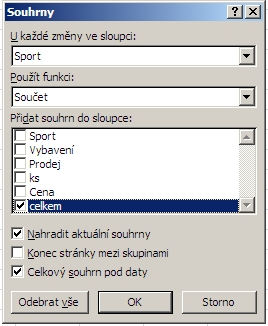 Souhrny
U každé změny ve sloupci:
Sport
Použít funkci:
Součet
Přidat souhrn do sloupce:
Sport
Vybavení
Prodej
ks
Cena
celkem
Nahradit aktuální souhrny
Konec stránky mezi skupinami
Celkový souhrn pod daty
Odebrat vše
OK
Storno